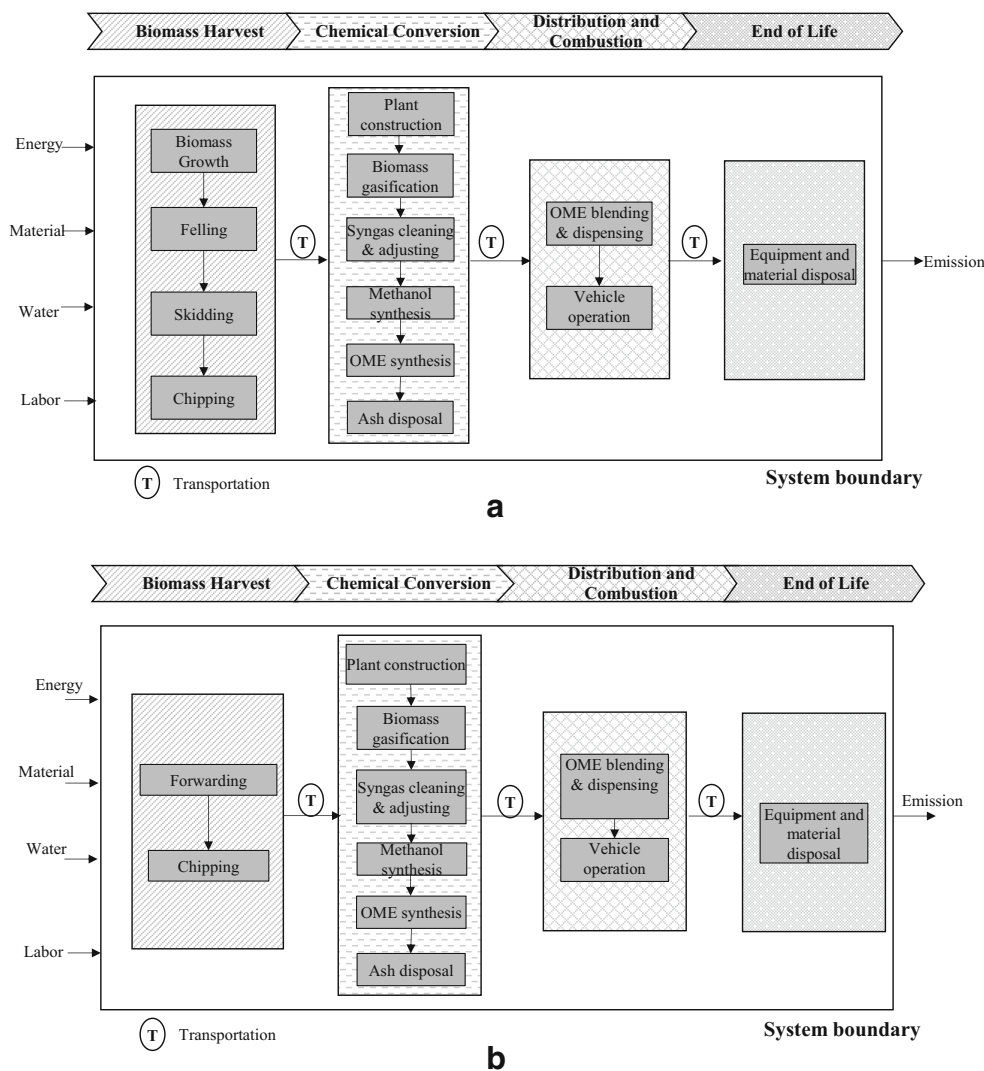 Biomass Harvest
Chemical Conversion
Distribution and
Combustion
End of Life
Energy
Material
Water
Labor
Biomass
Growth
Felling
Skidding
Chipping
T
Plant
construction
Biomass
gasification
Syngas cleaning
& adjusting
Methanol
synthesis
OME synthesis
Ash disposal
T
OME blending
& dispensing
Vehicle
operation
T
Equipment and
material disposal
Emission
T Transportation
System boundary
a
Biomass Harvest
Chemical Conversion
Distribution and
Combustion
End of Life
Energy
Material
Water
Labor
Forwarding
Chipping
T
Plant construction
Biomass
gasification
Syngas cleaning
& adjusting
Methanol
synthesis
OME synthesis
Ash disposal
T
OME blending
& dispensing
Vehicle
operation
T
Equipment and
material
disposal
Emission
T Transportation
System boundary
b